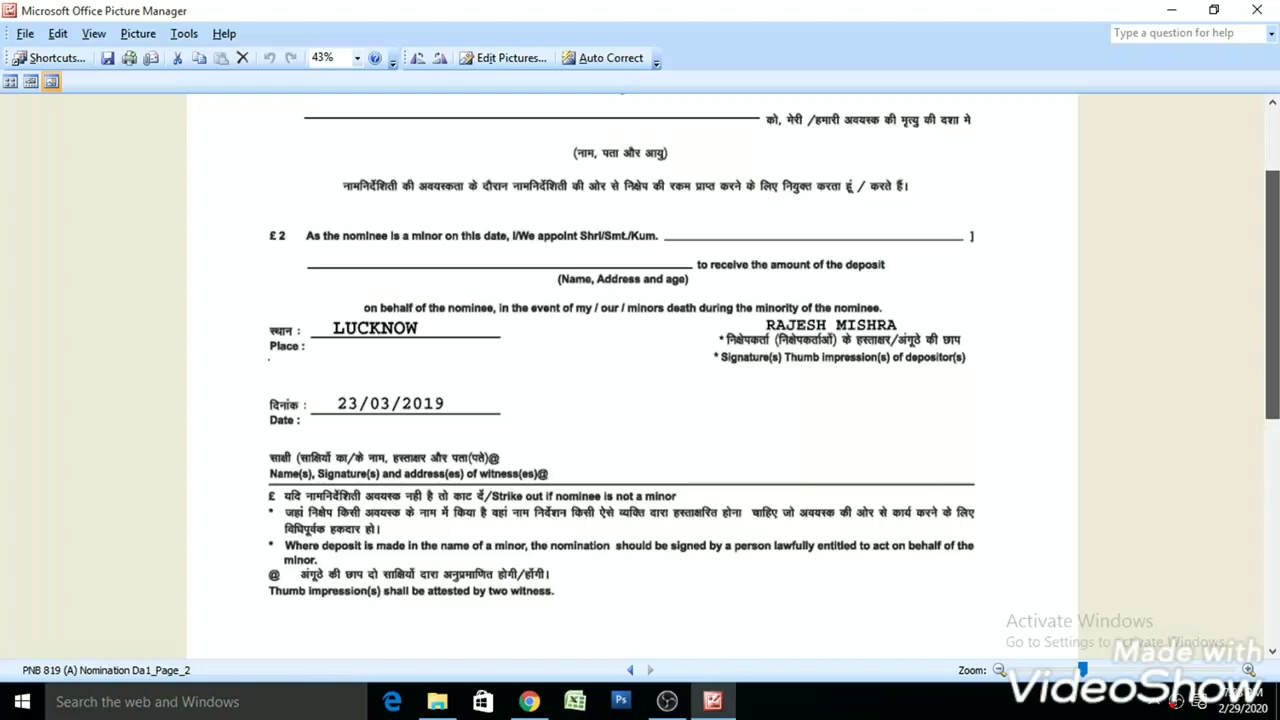 Microsoft Office Picture Manager
File Edit View Picture Tools Help
Type a question for help
Shortcuts... 43% Edit Pictures... Auto Correct
को, मेरी /हमारी अवयस्क की मृत्यु की दशा मे
(नाम, पता और आयु)
नामनिर्देशिती की अवयस्कता के दौरान नामनिर्देशिती की ओर से निक्षेप की रकम प्राप्त करने के लिए नियुक्त करता हूं / करते हैं।
£ 2 As the nominee is a minor on this date, I/We appoint Shri/Smt./Kum. ]
to receive the amount of the deposit
(Name, Address and age)
on behalf of the nominee, in the event of my / our / minors death during the minority of the nominee.
स्थान : LUCKNOW RAJESH MISHRA
Place : * निक्षेपकर्ता (निक्षेपकर्ताओं) के हस्ताक्षर/अंगूठे की छाप
* Signature(s) Thumb impression(s) of depositor(s)
दिनांक : 23/03/2019
Date :
साक्षी (साक्षियों का/के नाम, हस्ताक्षर और पता(पते)@
Name(s), Signature(s) and address(es) of witness(es)@
£ यदि नामनिर्देशिती अवयस्क नही है तो काट दें/Strike out if nominee is not a minor
* जहां निक्षेप किसी अवयस्क के नाम में किया है वहां नाम निर्देशन किसी ऐसे व्यक्ति दारा हस्ताक्षरित होना चाहिए जो अवयस्क की ओर से कार्य करने के लिए
विधिपूर्वक हकदार हो।
* Where deposit is made in the name of a minor, the nomination should be signed by a person lawfully entitled to act on behalf of the
minor.
@ अंगूठे की छाप दो साक्षियों दारा अनुप्रमाणित होगी/होंगी।
Thumb impression(s) shall be attested by two witness.
Activate Windows
Go to Settings to activate Windows.
Made with
VideoShow
PNB 819 (A) Nomination Da1_Page_2 Zoom:
Search the web and Windows
2/29/2020